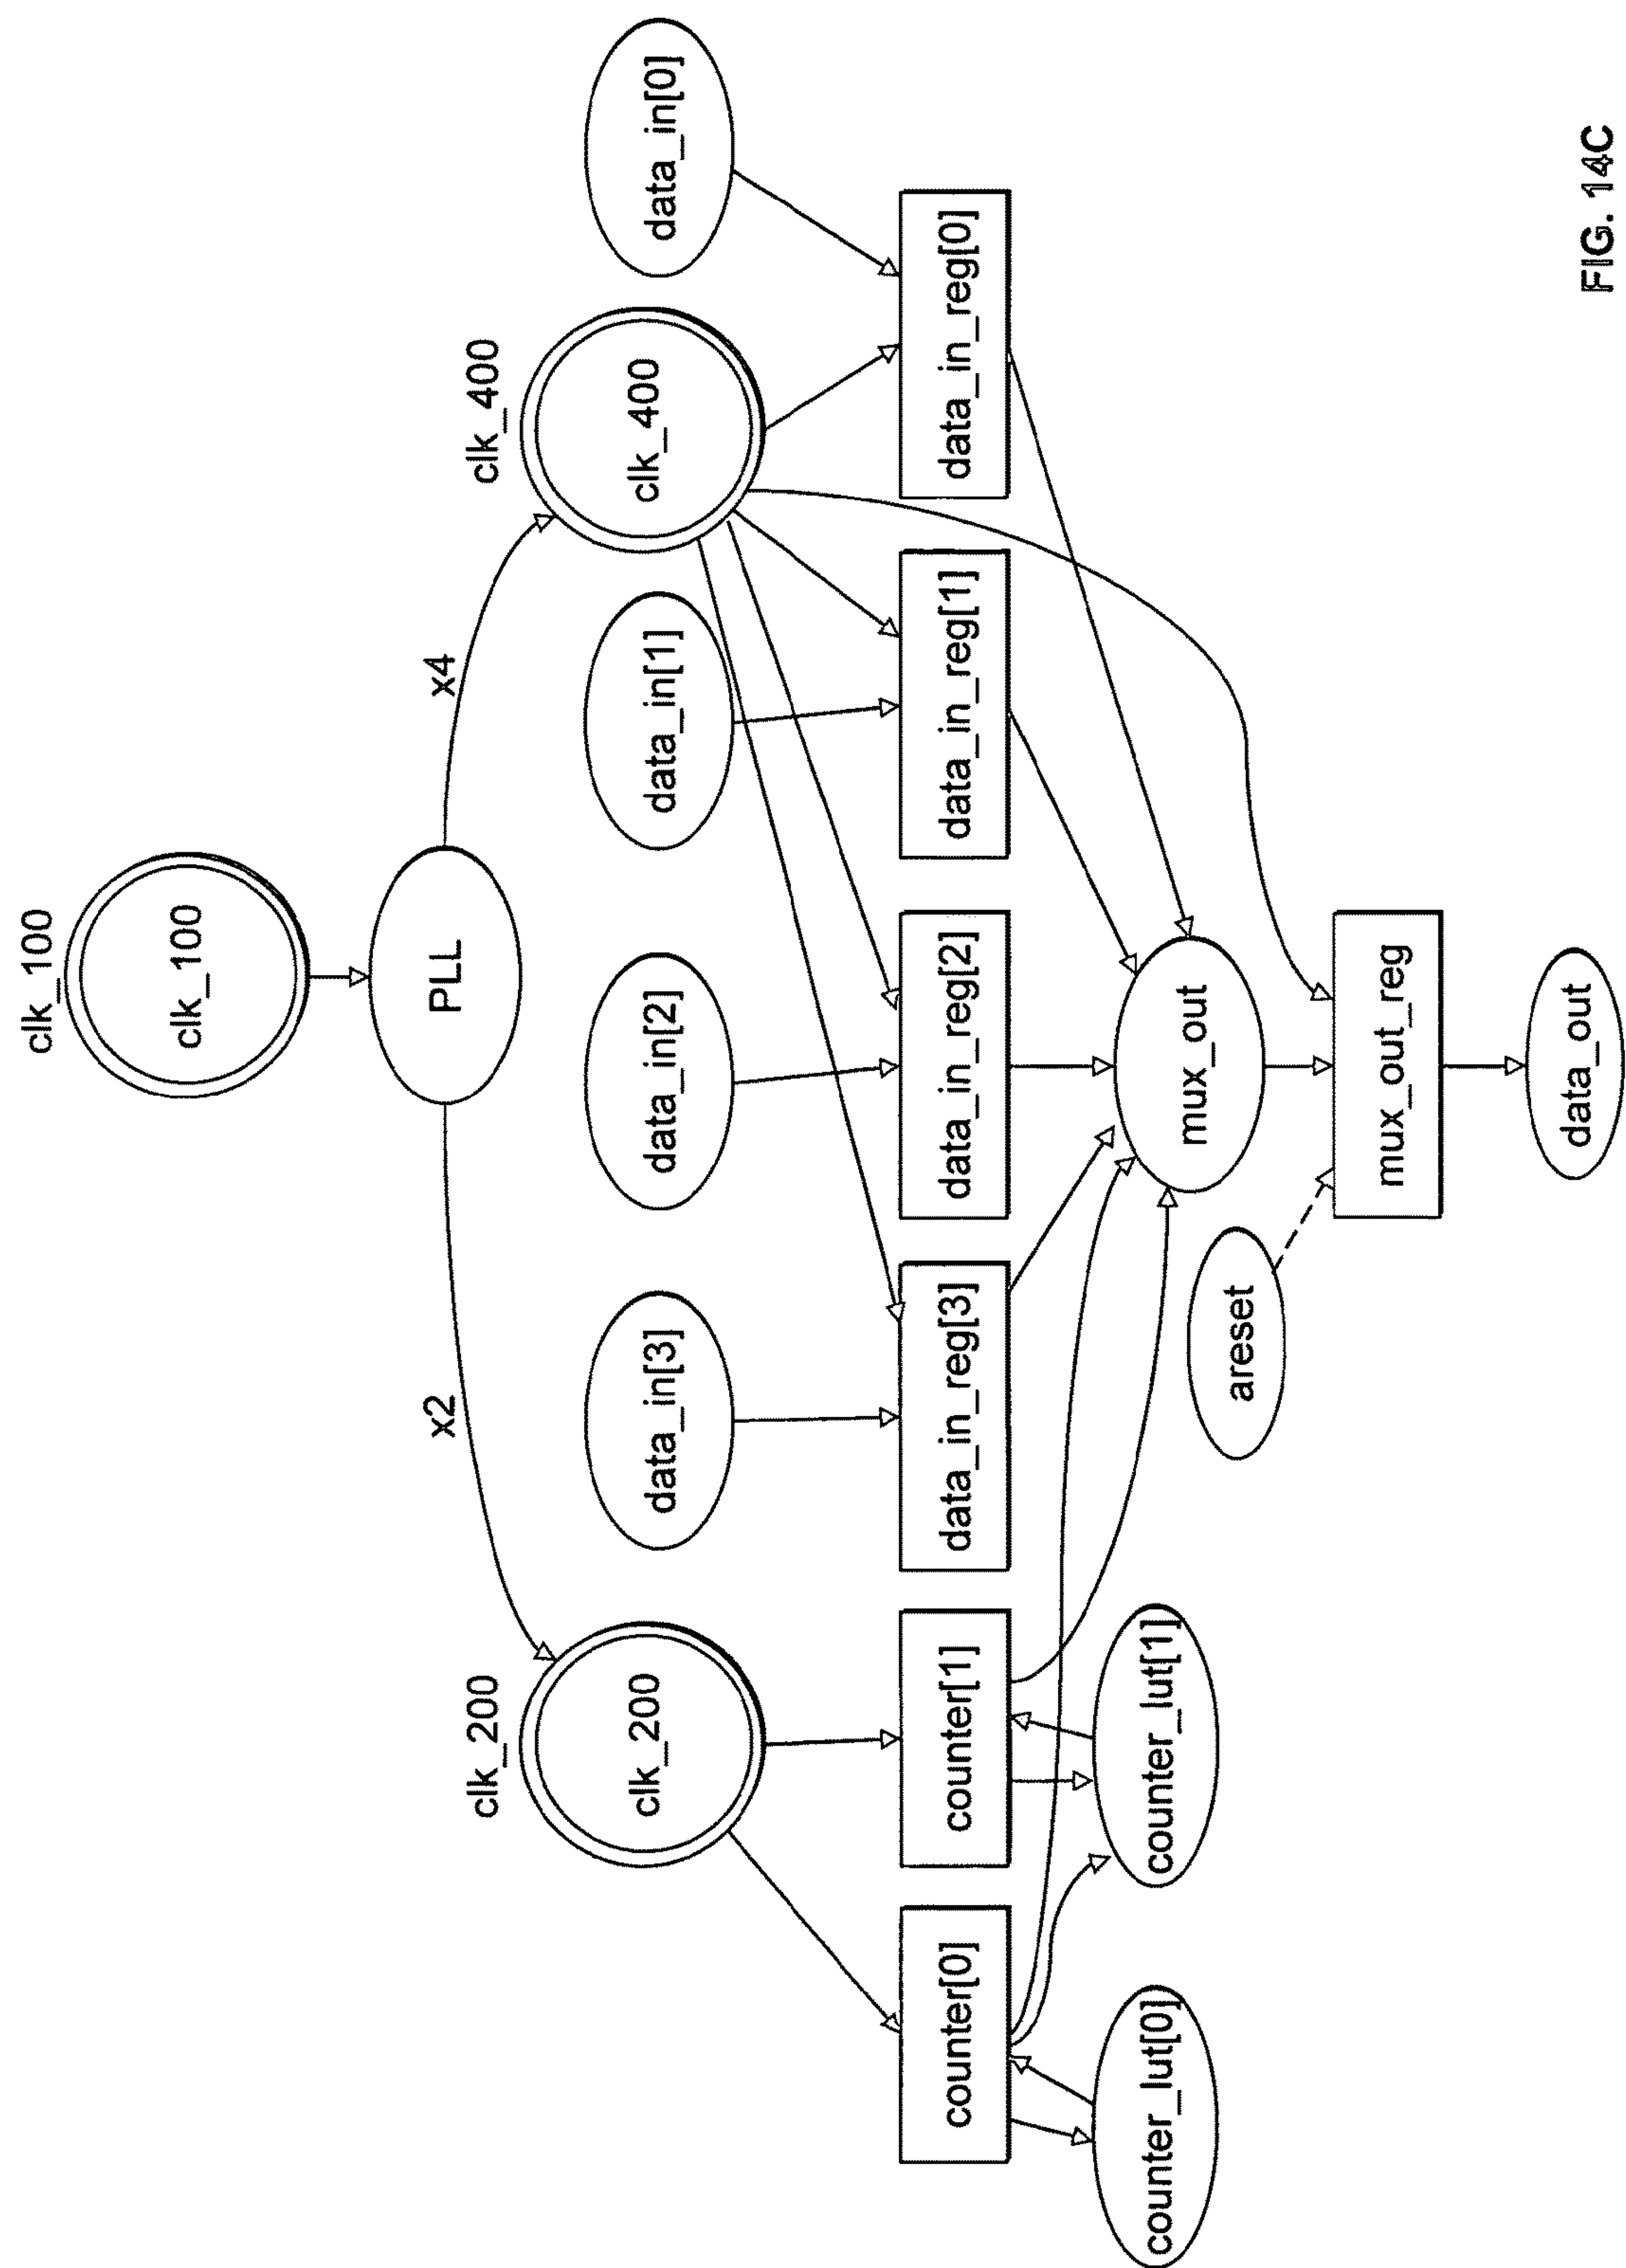 clk_100
clk_100
PLL
x2
x4
clk_200
clk_400
clk_200
data_in[3]
data_in[2]
data_in[1]
clk_400
data_in[0]
counter[0]
counter[1]
data_in_reg[3]
data_in_reg[2]
data_in_reg[1]
data_in_reg[0]
counter_lut[0]
counter_lut[1]
mux_out
areset
mux_out_reg
data_out
FIG. 14C